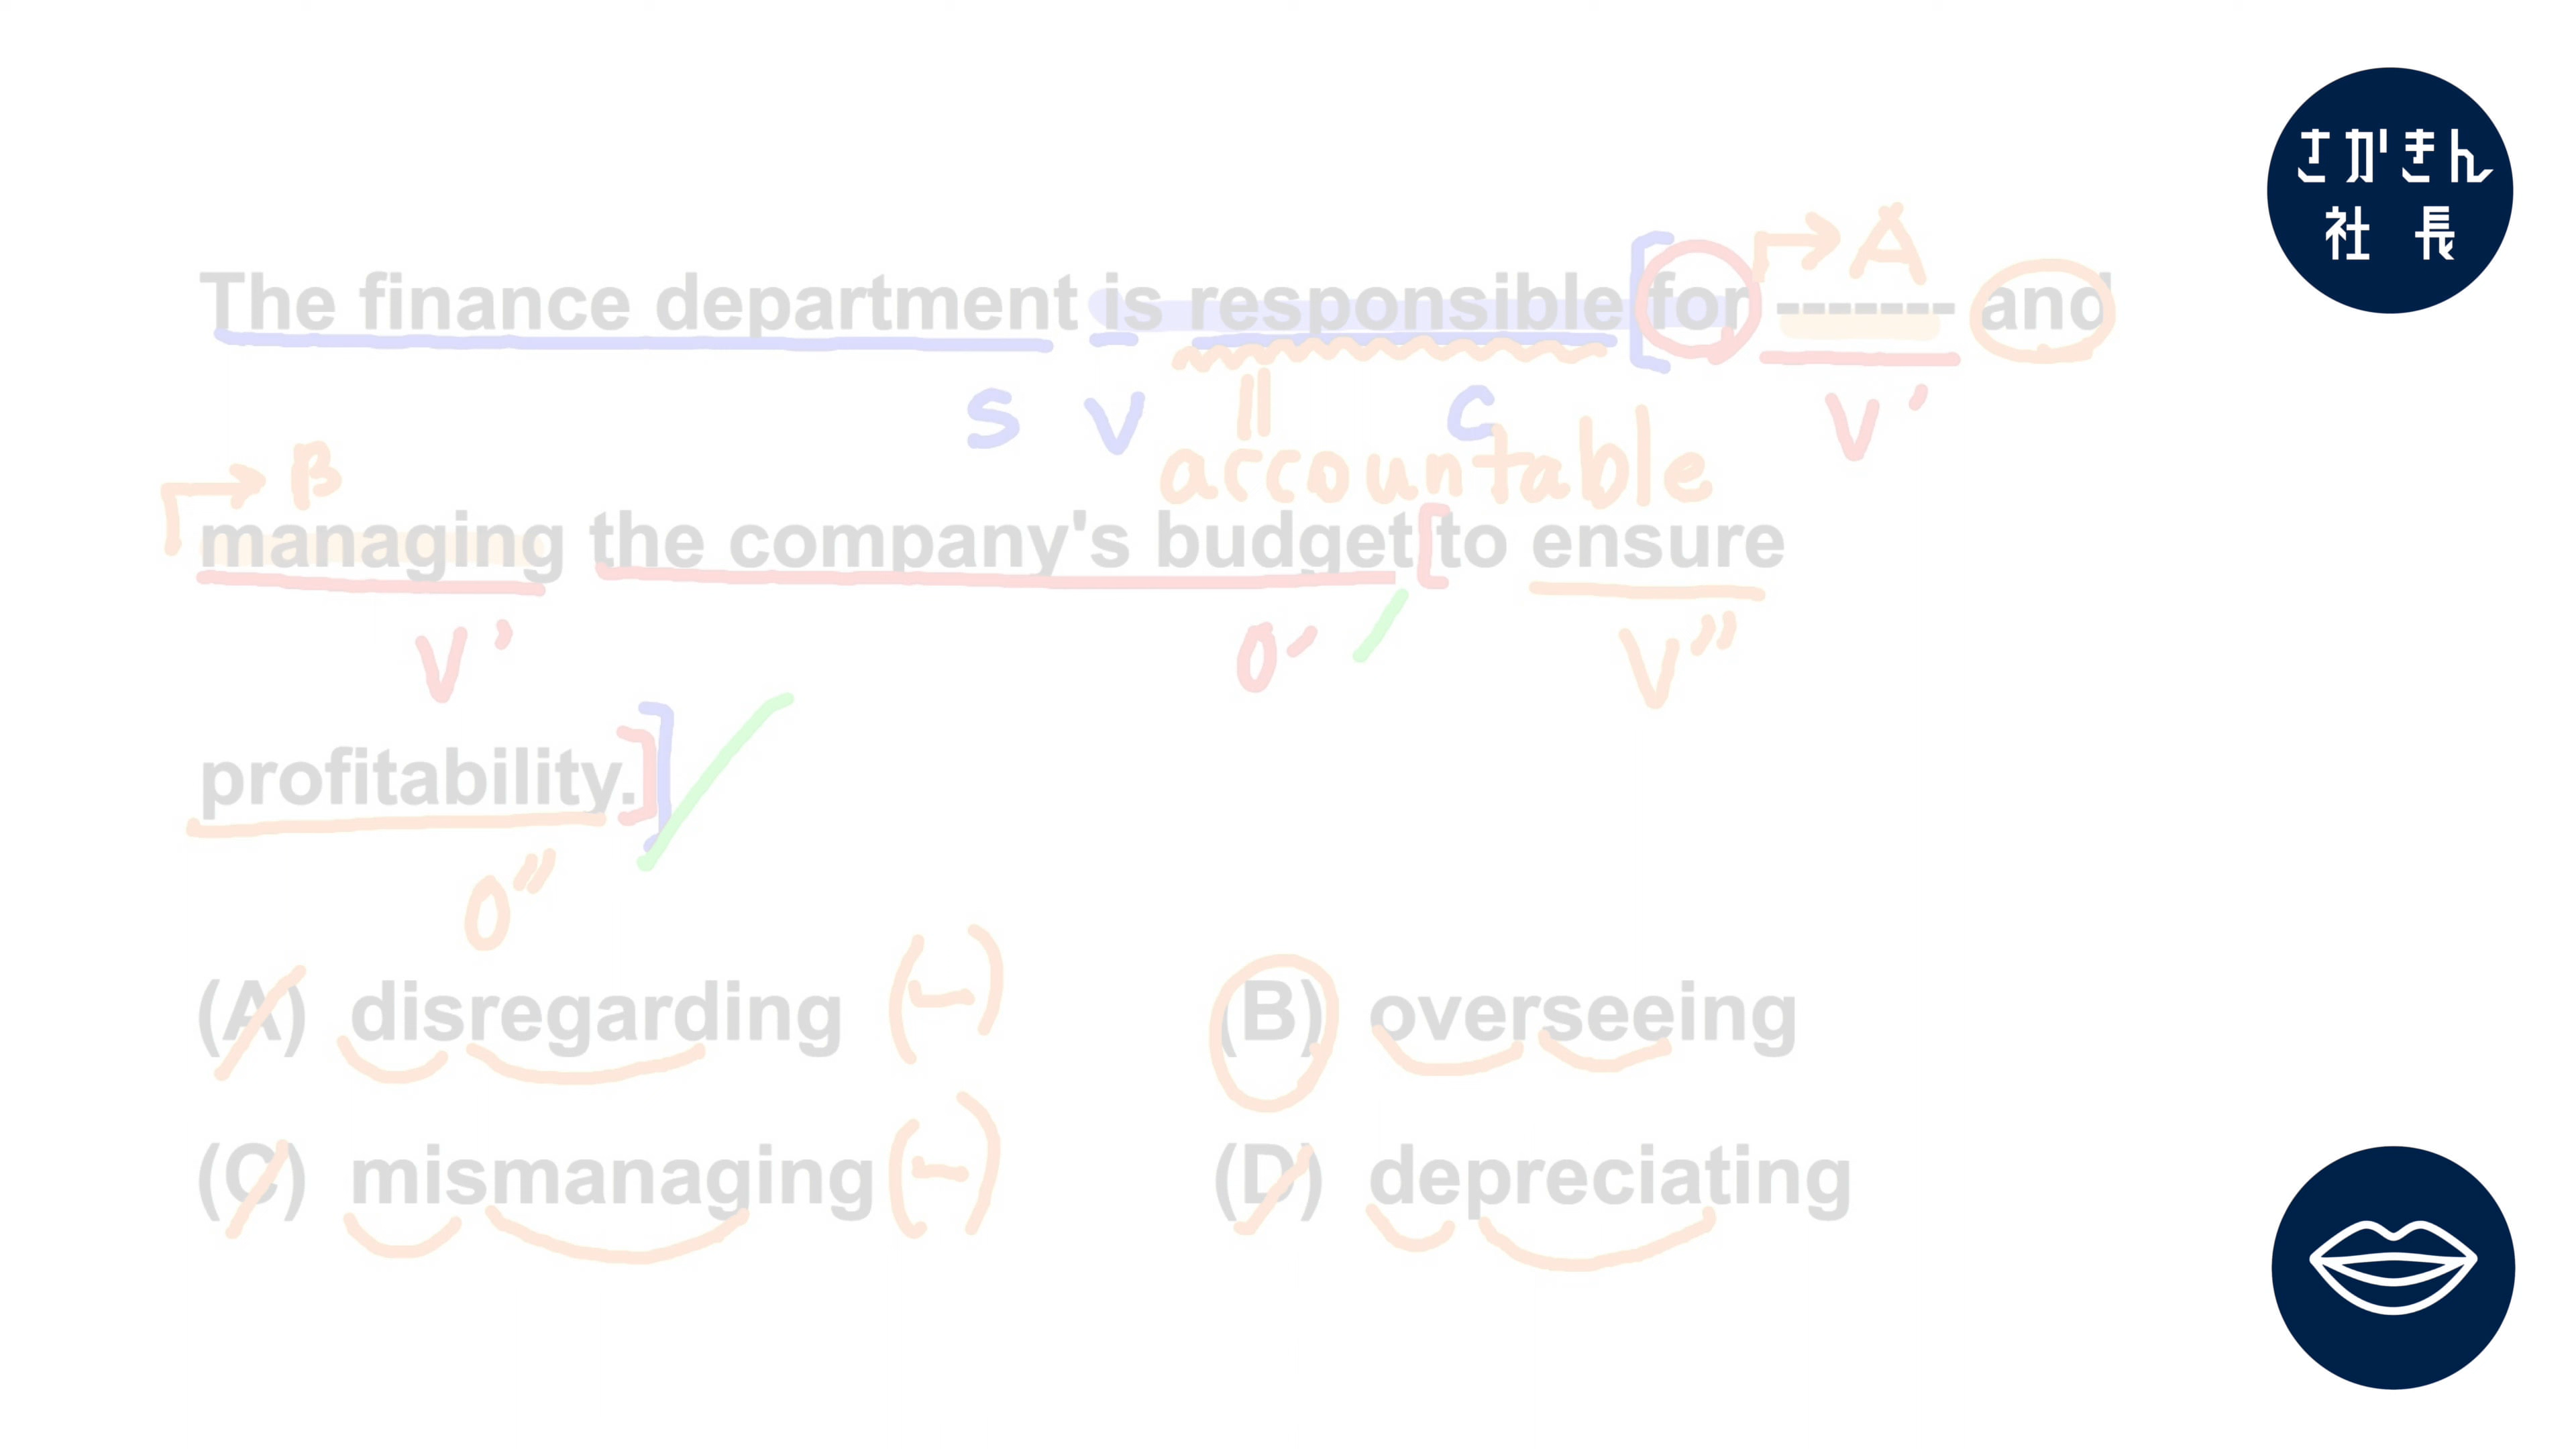 さかきん
社長
A
The finance department is responsible for ------- and
S V C V'
B accountable
managing the company's budget to ensure
V' O' V"
profitability.
O"
(A) disregarding (-) (B) overseeing
(C) mismanaging (-) (D) depreciating